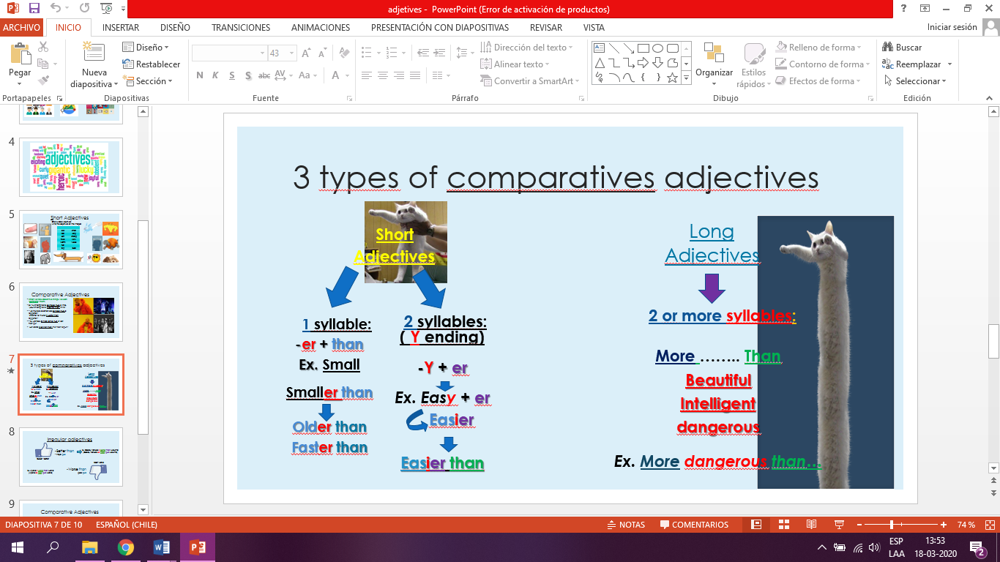 adjetives - PowerPoint (Error de activación de productos)
ARCHIVO INICIO INSERTAR DISEÑO TRANSICIONES ANIMACIONES PRESENTACIÓN CON DIAPOSITIVAS REVISAR VISTA Iniciar sesión
Pegar
Nueva diapositiva
Diseño
Restablecer
Sección
43
N K S S abc AV Aa A
Dirección del texto
Alinear texto
Convertir a SmartArt
Organizar
Estilos rápidos
Relleno de forma
Contorno de forma
Efectos de forma
Buscar
Reemplazar
Seleccionar
Portapapeles Diapositivas Fuente Párrafo Dibujo Edición
4
adjectives
5
Short Adjectives
6
Comparative Adjectives
7
3 types of comparatives adjectives
8
Irregular adjectives
-Better than
-Worse than
9
Comparative Adjectives
3 types of comparatives adjectives
Short
Adjectives
1 syllable:
-er + than
Ex. Small
Smaller than
Older than
Faster than
2 syllables:
( Y ending)
-Y + er
Ex. Easy + er
Easier
Easier than
Long
Adjectives
2 or more syllables:
More …….. Than
Beautiful
Intelligent
dangerous
Ex. More dangerous than…
DIAPOSITIVA 7 DE 10 ESPAÑOL (CHILE) NOTAS COMENTARIOS 74 %
ESP 13:53
LAA 18-03-2020
2